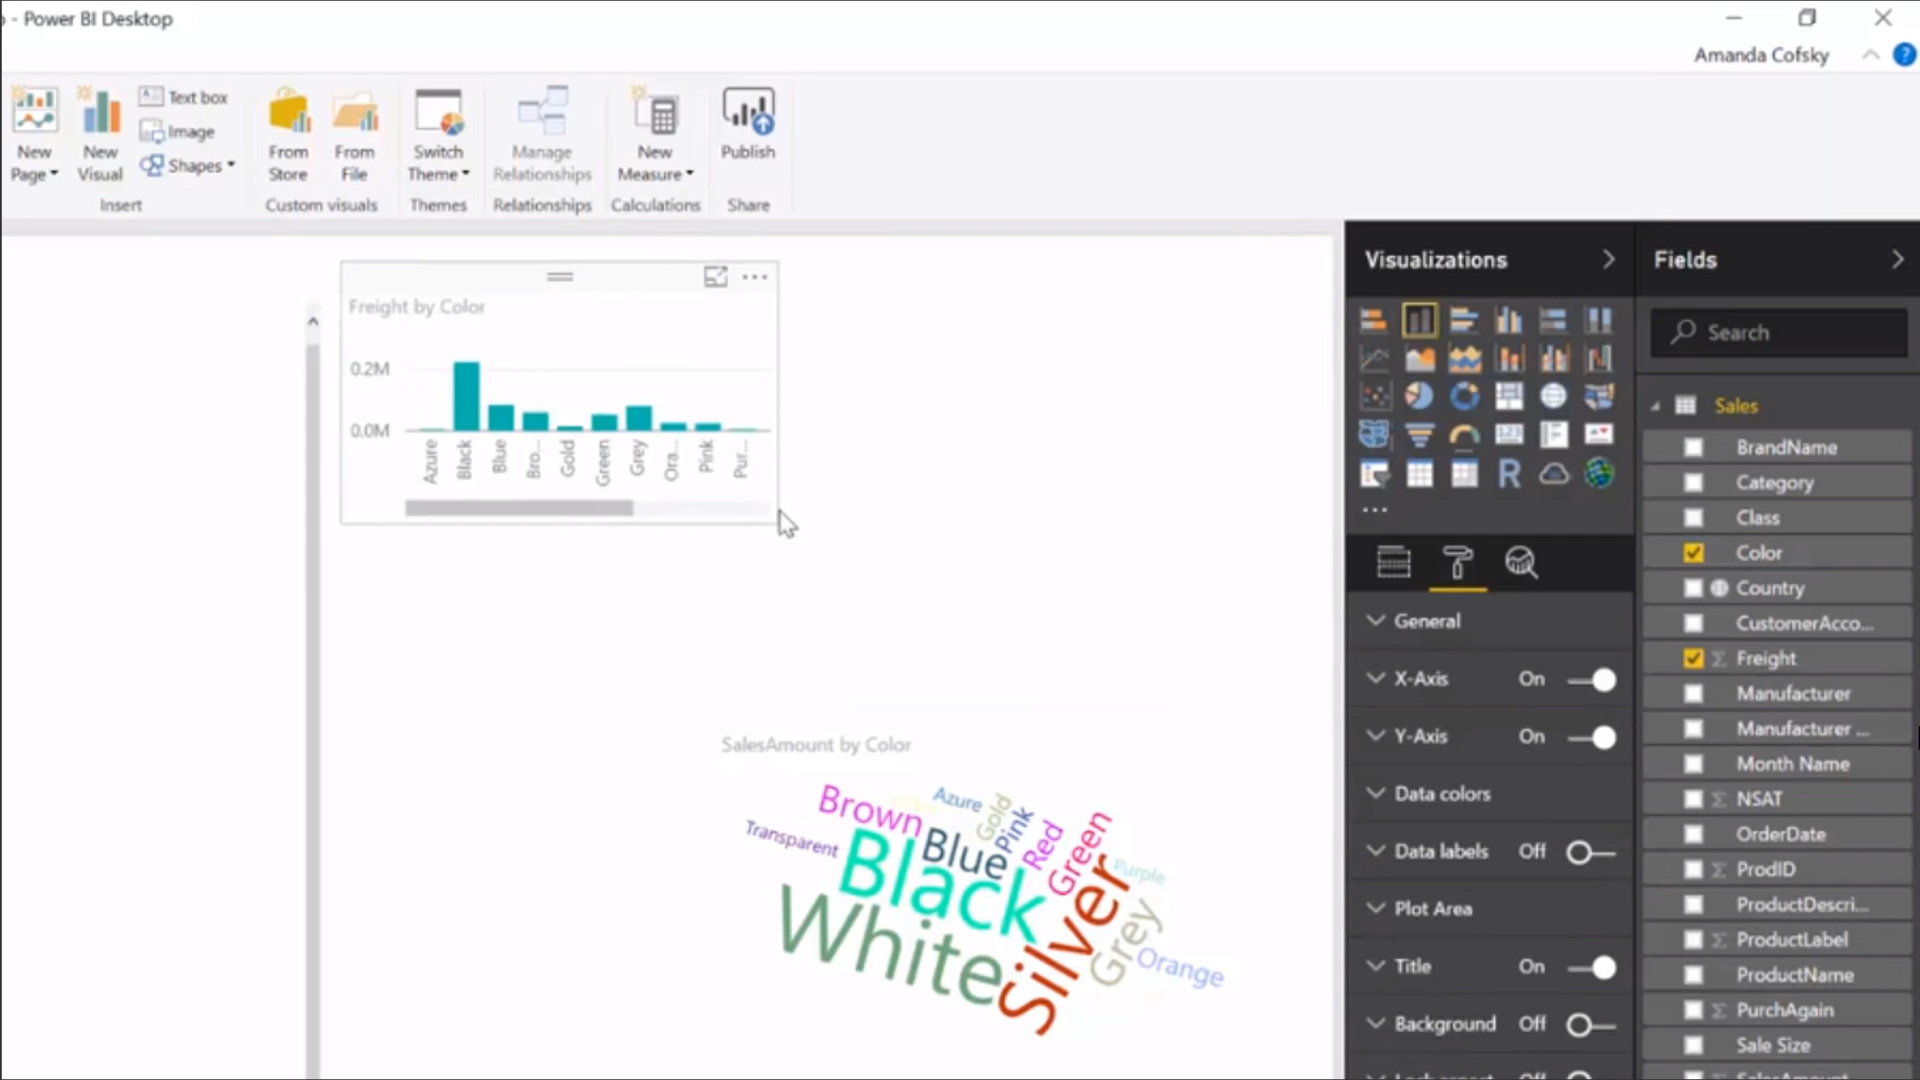 - Power BI Desktop
Amanda Cofsky
?
New Page
New Visual
Text box
Image
Shapes
Insert
From Store
From File
Custom visuals
Switch Theme
Themes
Manage Relationships
Relationships
New Measure
Calculations
Publish
Share
Freight by Color
0.2M
0.0M
Azure
Black
Blue
Bro...
Gold
Green
Grey
Ora...
Pink
Pur...
SalesAmount by Color
Brown
Azure
Gold
Pink
Red
Green
Transparent
Blue
Black
Purple
White
Silver
Grey
Orange
Visualizations
123
R
General
X-Axis On
Y-Axis On
Data colors
Data labels Off
Plot Area
Title On
Background Off
Fields
Search
Sales
BrandName
Category
Class
Color
Country
CustomerAcco...
Σ Freight
Manufacturer
Manufacturer ...
Month Name
Σ NSAT
OrderDate
Σ ProdID
ProductDescri...
Σ ProductLabel
ProductName
Σ PurchAgain
Sale Size